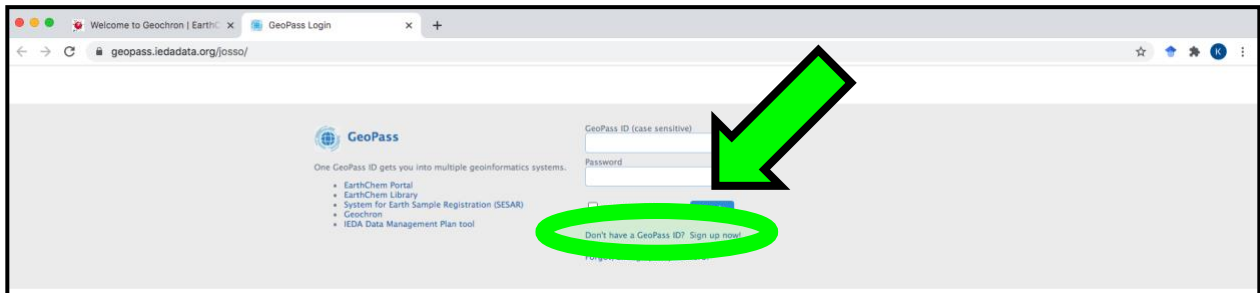 Welcome to Geochron | EarthC
GeoPass Login
geopass.iedadata.org/josso/
K
GeoPass
One GeoPass ID gets you into multiple geoinformatics systems.
EarthChem Portal
EarthChem Library
System for Earth Sample Registration (SESAR)
Geochron
IEDA Data Management Plan tool
GeoPass ID (case sensitive)
Password
Don't have a GeoPass ID? Sign up now!